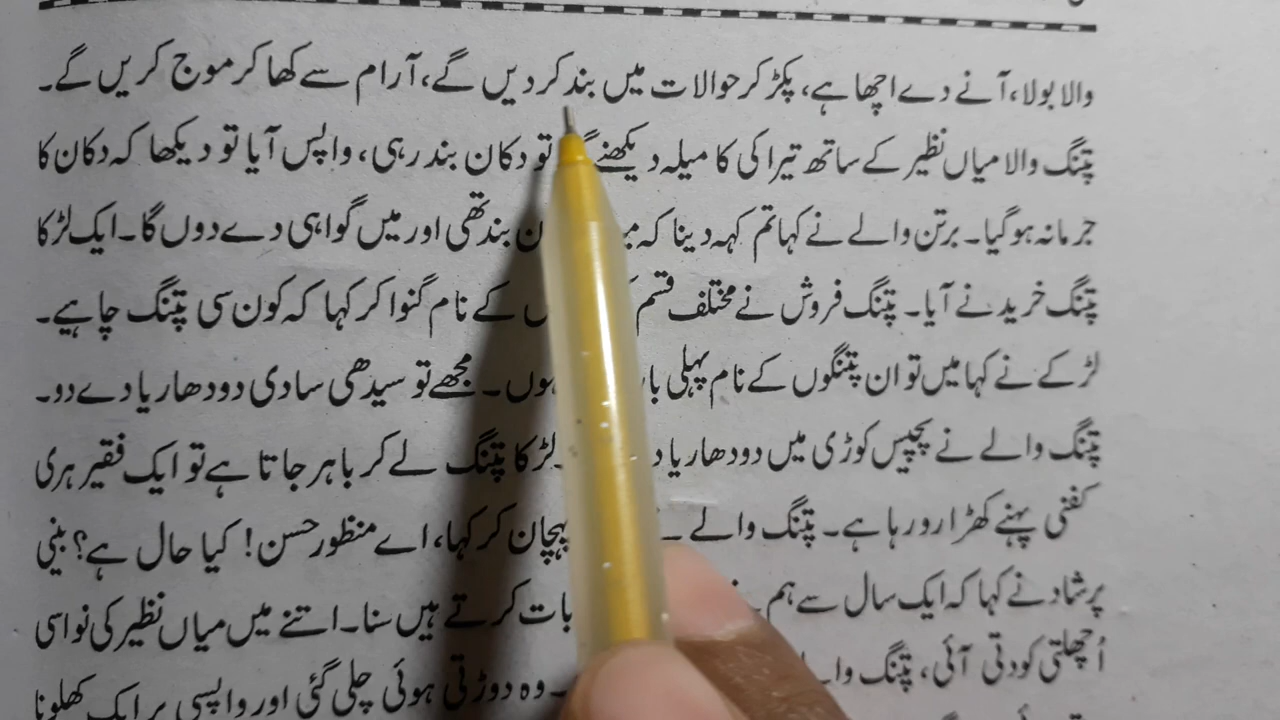 والا بولا، آنے دے اچھا ہے، پکڑ کر حوالات میں بند کر دیں گے، آرام سے کھا کر موج کریں گے۔
پتنگ والا میاں نظیر کے ساتھ تیراکی کا میلہ دیکھنے تو دکان بند رہی، واپس آیا تو دیکھا کہ دکان کا
جرمانہ ہو گیا۔ برتن والے نے کہا تم کہہ دینا کہ بند تھی اور میں گواہی دے دوں گا۔ ایک لڑکا
پتنگ خریدنے آیا۔ پتنگ فروش نے مختلف قسم کے نام گنوا کر کہا کہ کون سی پتنگ چاہیے۔
لڑکے نے کہا میں تو ان پتنگوں کے نام پہلی ہوں۔ مجھے تو سیدھی سادی دودھاریا دے دو۔
پتنگ والے نے پچیس کوڑی میں دودھاریا لڑکا پتنگ لے کر باہر جاتا ہے تو ایک فقیر ہری
کفنی پہنے کھڑا رو رہا ہے۔ پتنگ والے پہچان کر کہا، اے منظور حسن! کیا حال ہے؟ بینی
پرشاد نے کہا کہ ایک سال سے ہم بات کرتے ہیں سنا۔ اتنے میں میاں نظیر کی نواسی
اُچھلتی کودتی آئی، پتنگ ۔ وہ دوڑتی ہوئی چلی گئی اور واپسی پر ایک کھلونا